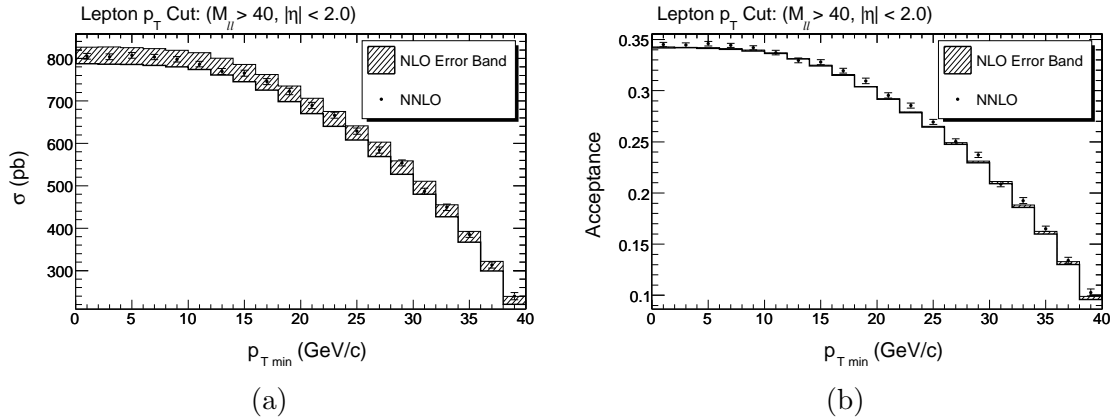 Lepton p_T Cut: (M_ll > 40, |η| < 2.0)
NLO Error Band
NNLO
σ (pb)
800
700
600
500
400
300
0 5 10 15 20 25 30 35 40
p_T min (GeV/c)
(a)
Lepton p_T Cut: (M_ll > 40, |η| < 2.0)
NLO Error Band
NNLO
Acceptance
0.35
0.3
0.25
0.2
0.15
0.1
0 5 10 15 20 25 30 35 40
p_T min (GeV/c)
(b)